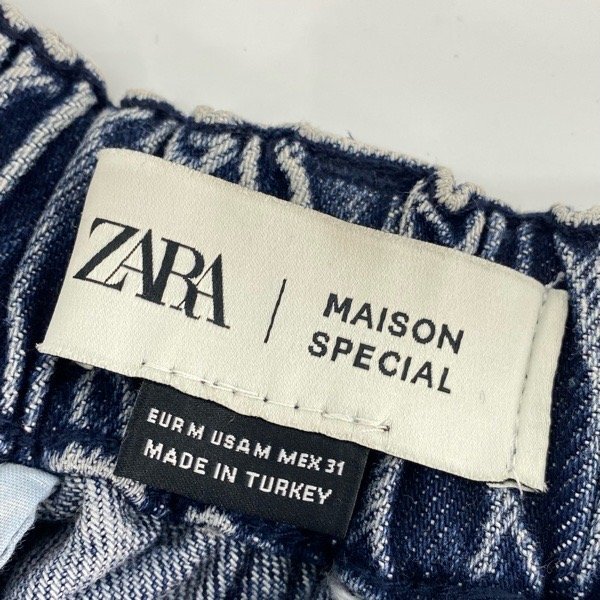 ZARA
MAISON
SPECIAL
EUR M USA M MEX 31
MADE IN TURKEY